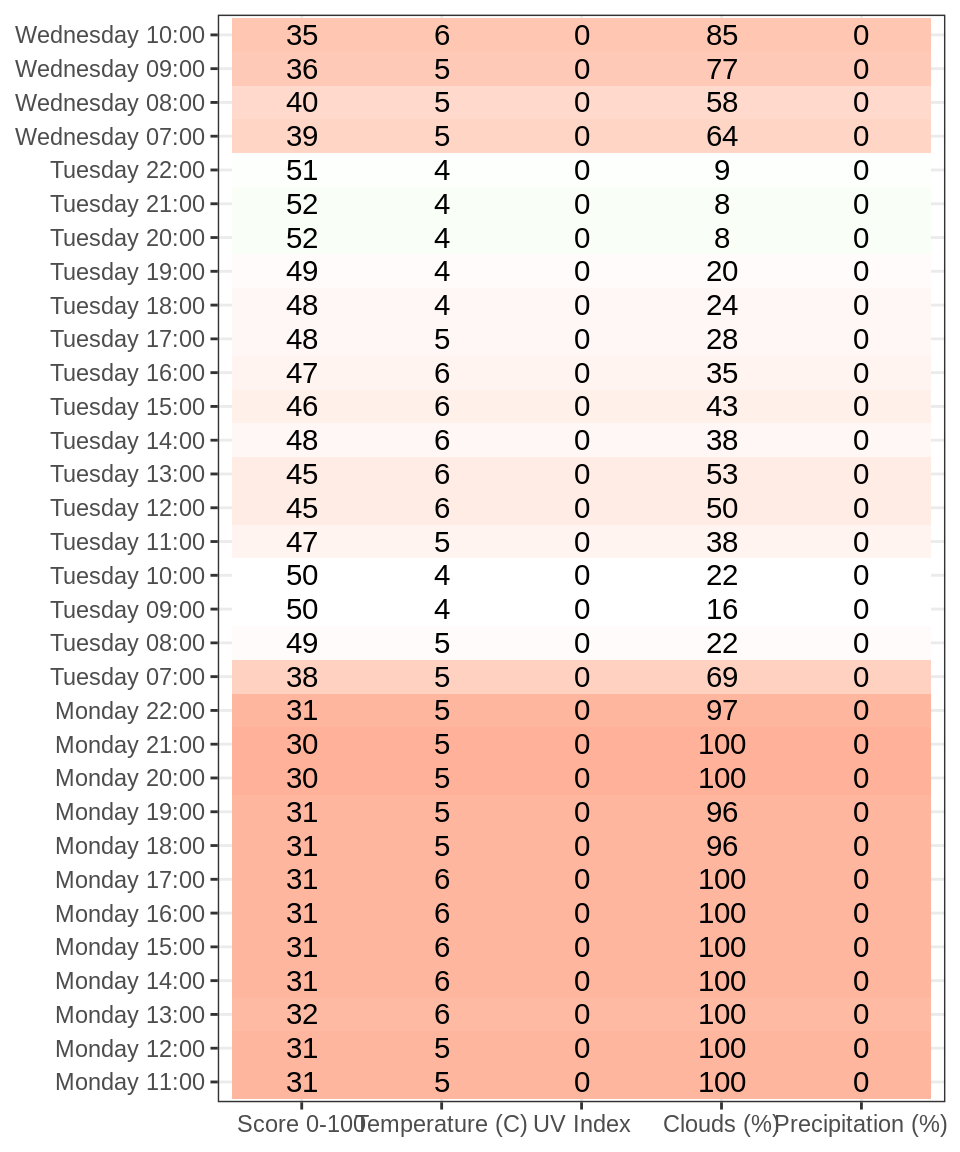 Wednesday 10:00 35 6 0 85 0
Wednesday 09:00 36 5 0 77 0
Wednesday 08:00 40 5 0 58 0
Wednesday 07:00 39 5 0 64 0
Tuesday 22:00 51 4 0 9 0
Tuesday 21:00 52 4 0 8 0
Tuesday 20:00 52 4 0 8 0
Tuesday 19:00 49 4 0 20 0
Tuesday 18:00 48 4 0 24 0
Tuesday 17:00 48 5 0 28 0
Tuesday 16:00 47 6 0 35 0
Tuesday 15:00 46 6 0 43 0
Tuesday 14:00 48 6 0 38 0
Tuesday 13:00 45 6 0 53 0
Tuesday 12:00 45 6 0 50 0
Tuesday 11:00 47 5 0 38 0
Tuesday 10:00 50 4 0 22 0
Tuesday 09:00 50 4 0 16 0
Tuesday 08:00 49 5 0 22 0
Tuesday 07:00 38 5 0 69 0
Monday 22:00 31 5 0 97 0
Monday 21:00 30 5 0 100 0
Monday 20:00 30 5 0 100 0
Monday 19:00 31 5 0 96 0
Monday 18:00 31 5 0 96 0
Monday 17:00 31 6 0 100 0
Monday 16:00 31 6 0 100 0
Monday 15:00 31 6 0 100 0
Monday 14:00 31 6 0 100 0
Monday 13:00 32 6 0 100 0
Monday 12:00 31 5 0 100 0
Monday 11:00 31 5 0 100 0
Score 0-100 Temperature (C) UV Index Clouds (%) Precipitation (%)